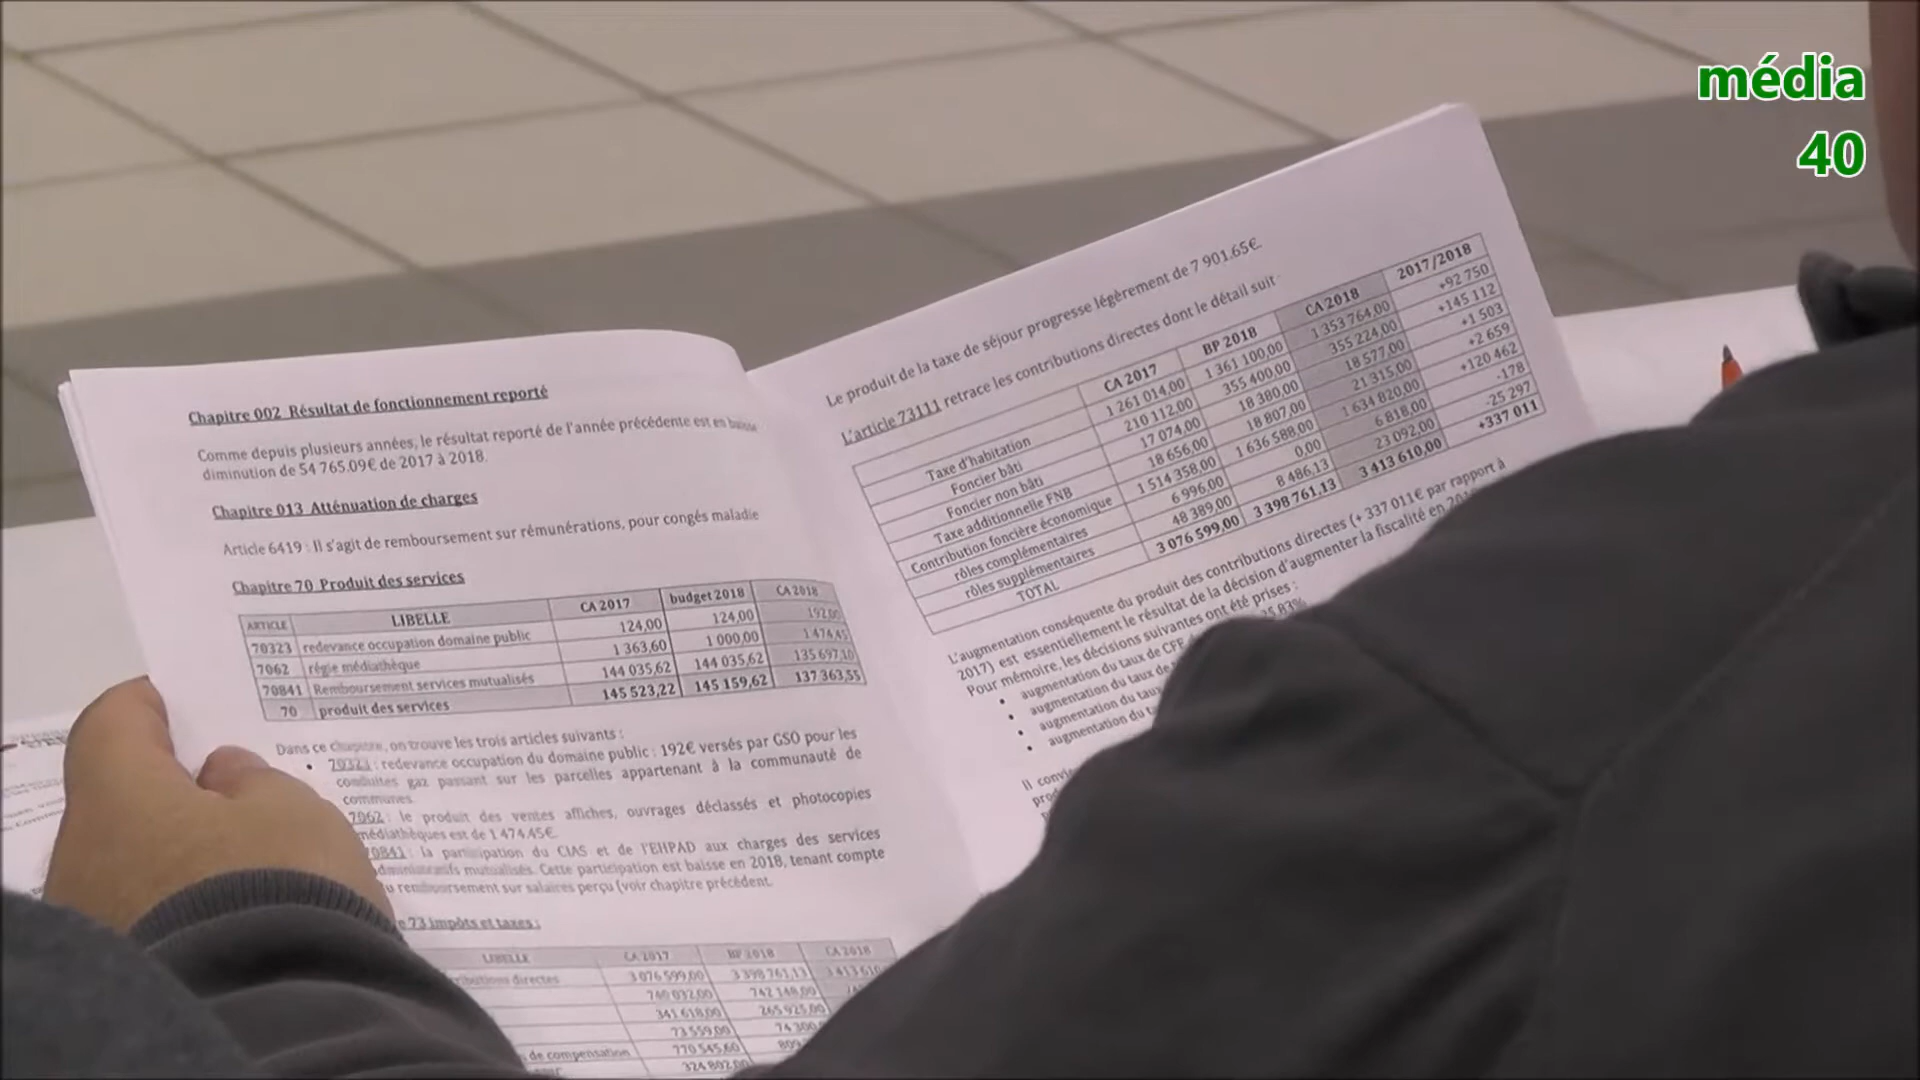 média
40
Chapitre 002 Résultat de fonctionnement reporté
Comme depuis plusieurs années, le résultat reporté de l'année précédente est en baisse
diminution de 54 765.09€ de 2017 à 2018.
Chapitre 013 Atténuation de charges
Article 6419 : Il s'agit de remboursement sur rémunérations, pour congés maladie
Chapitre 70 Produit des services
ARTICLE LIBELLE CA 2017 budget 2018 CA 2018
70323 redevance occupation domaine public 124,00 124,00 192,00
7062 régie médiathèque 1 363,60 1 000,00 1 474,45
70841 Remboursement services mutualisés 144 035,62 144 035,62 135 697,10
70 produit des services 145 523,22 145 159,62 137 363,55
Dans ce chapitre, on trouve les trois articles suivants :
• 70323 : redevance occupation du domaine public : 192€ versés par GSO pour les
conduites gaz passant sur les parcelles appartenant à la communauté de
communes.
7062 : le produit des ventes affiches, ouvrages déclassés et photocopies
médiathèques est de 1 474.45€.
70841 : la participation du CIAS et de l'EHPAD aux charges des services
administratifs mutualisés. Cette participation est baisse en 2018, tenant compte
u remboursement sur salaires perçu (voir chapitre précédent.
e 73 impôts et taxes :
LIBELLE CA 2017 BP 2018 CA 2018
directes 3 076 599,00 3 398 761,13 3 413 610
740 032,00 742 148,00
341 618,00 265 925,00
73 559,00 74 300
de compensation 770 545,60 809
324 802,00
Le produit de la taxe de séjour progresse légèrement de 7 901.65€.
L'article 73111 retrace les contributions directes dont le détail suit
CA 2017 BP 2018 CA 2018 2017/2018
Taxe d'habitation 1 261 014,00 1 361 100,00 1 353 764,00 +92 750
Foncier bâti 210 112,00 355 400,00 355 224,00 +145 112
Foncier non bâti 17 074,00 18 380,00 18 577,00 +1 503
Taxe additionnelle FNB 18 656,00 18 807,00 21 315,00 +2 659
Contribution foncière économique 1 514 358,00 1 636 588,00 1 634 820,00 +120 462
rôles complémentaires 6 996,00 0,00 6 818,00 -178
rôles supplémentaires 48 389,00 8 486,13 23 092,00 -25 297
TOTAL 3 076 599,00 3 398 761,13 3 413 610,00 +337 011
L'augmentation conséquente du produit des contributions directes (+ 337 011€ par rapport à
2017) est essentiellement le résultat de la décision d'augmenter la fiscalité en
Pour mémoire, les décisions suivantes ont été prises :
• augmentation du taux de CFE 25.83%
• augmentation du taux de
• augmentation du taux
• augmentation du
Il convie